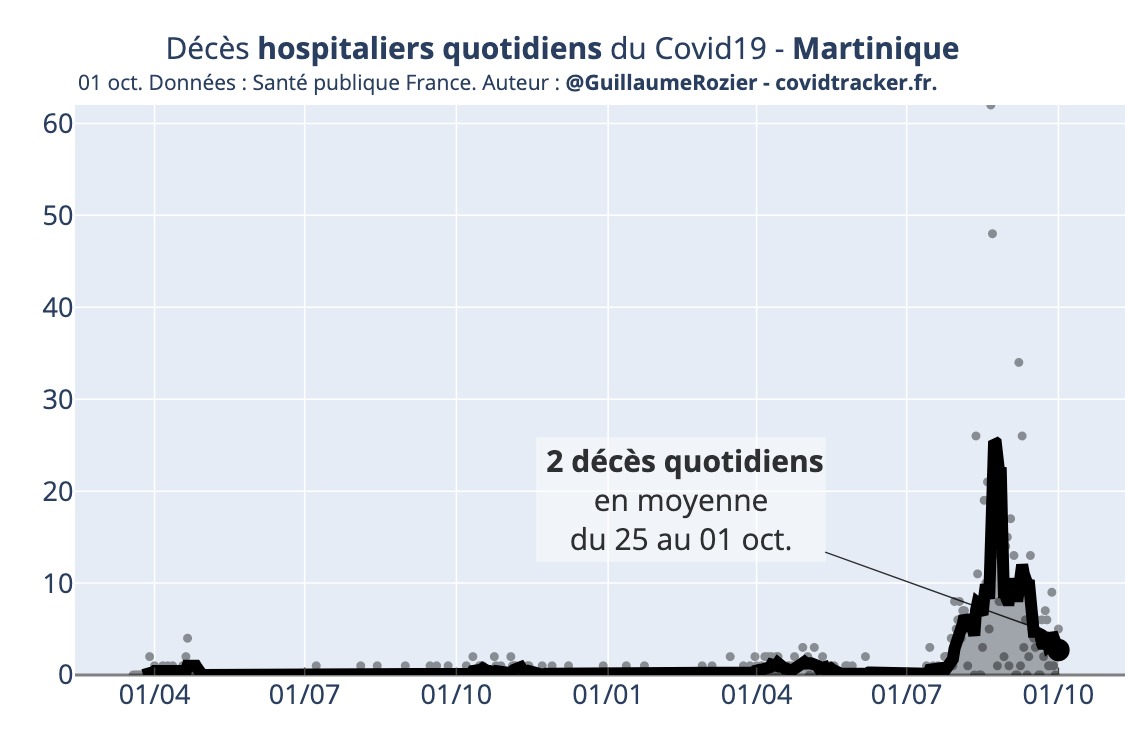 Décès hospitaliers quotidiens du Covid19 - Martinique
01 oct. Données : Santé publique France. Auteur : @GuillaumeRozier - covidtracker.fr.
60
50
40
30
20
10
0
2 décès quotidiens
en moyenne
du 25 au 01 oct.
01/04 01/07 01/10 01/01 01/04 01/07 01/10